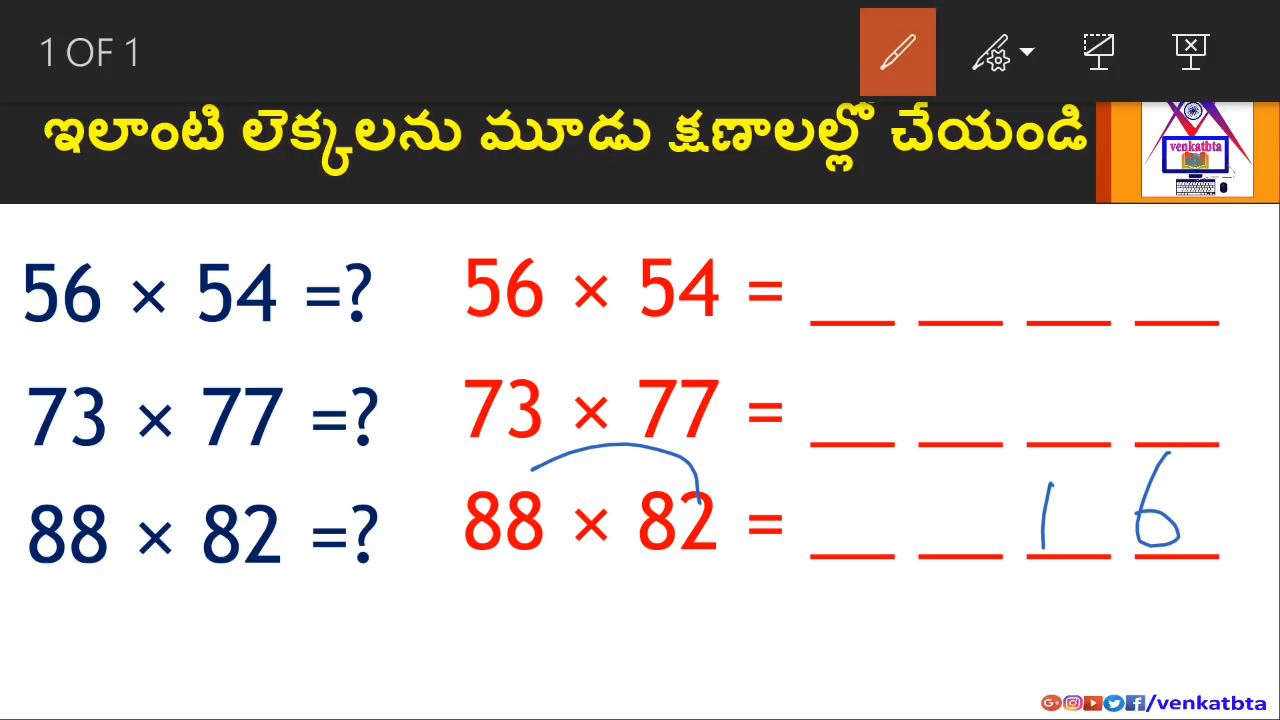 1 OF 1
ఇలాంటి లెక్కలను మూడు క్షణాలల్లో చేయండి
venkatbta
56 × 54 =?
56 × 54 = __ __ __ __
73 × 77 =?
73 × 77 = __ __ __ __
88 × 82 =?
88 × 82 = __ __ 1 6
/venkatbta